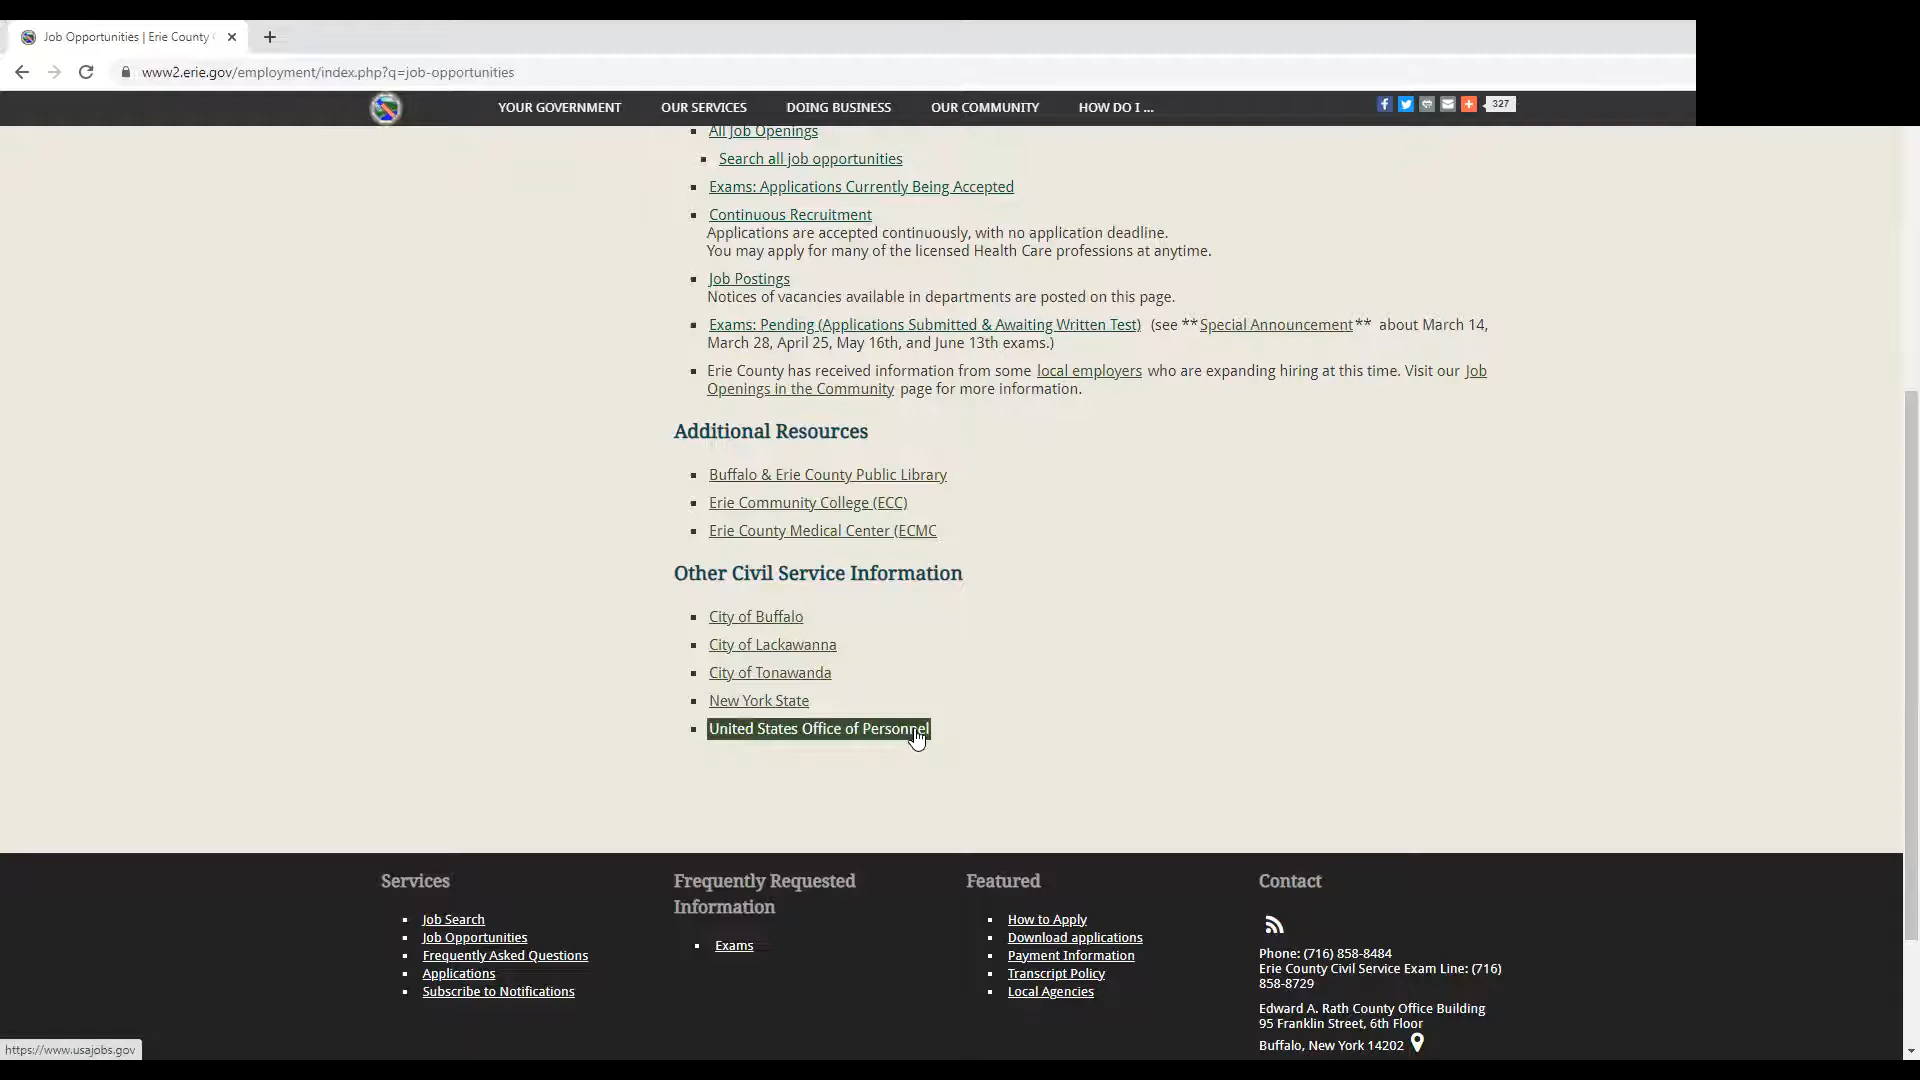 Job Opportunities | Erie County
www2.erie.gov/employment/index.php?q=job-opportunities
YOUR GOVERNMENT OUR SERVICES DOING BUSINESS OUR COMMUNITY HOW DO I ...
327
All Job Openings
Search all job opportunities
Exams: Applications Currently Being Accepted
Continuous Recruitment
Applications are accepted continuously, with no application deadline.
You may apply for many of the licensed Health Care professions at anytime.
Job Postings
Notices of vacancies available in departments are posted on this page.
Exams: Pending (Applications Submitted & Awaiting Written Test) (see **Special Announcement** about March 14,
March 28, April 25, May 16th, and June 13th exams.)
Erie County has received information from some local employers who are expanding hiring at this time. Visit our Job
Openings in the Community page for more information.
Additional Resources
Buffalo & Erie County Public Library
Erie Community College (ECC)
Erie County Medical Center (ECMC
Other Civil Service Information
City of Buffalo
City of Lackawanna
City of Tonawanda
New York State
United States Office of Personnel
Services
Job Search
Job Opportunities
Frequently Asked Questions
Applications
Subscribe to Notifications
Frequently Requested
Information
Exams
Featured
How to Apply
Download applications
Payment Information
Transcript Policy
Local Agencies
Contact
Phone: (716) 858-8484
Erie County Civil Service Exam Line: (716)
858-8729
Edward A. Rath County Office Building
95 Franklin Street, 6th Floor
Buffalo, New York 14202
https://www.usajobs.gov